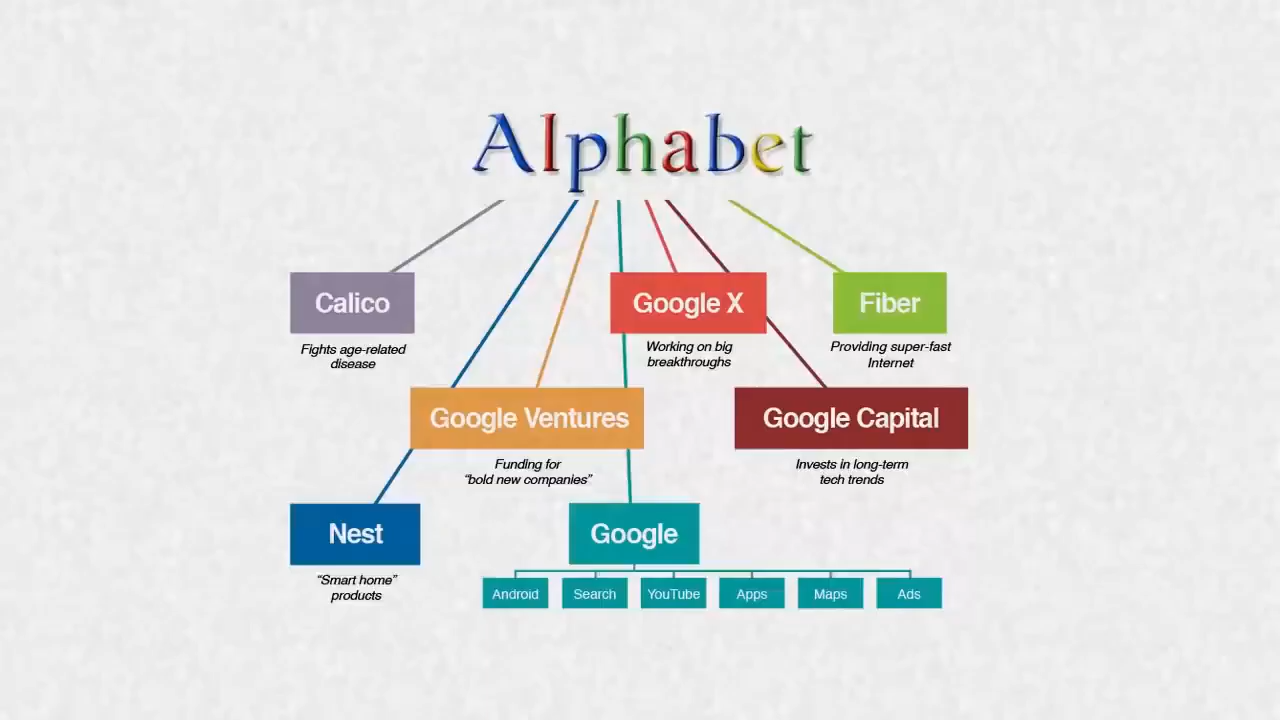 Alphabet
Calico
Fights age-related
disease
Google X
Working on big
breakthroughs
Fiber
Providing super-fast
Internet
Google Ventures
Funding for
“bold new companies”
Google Capital
Invests in long-term
tech trends
Nest
“Smart home”
products
Google
Android
Search
YouTube
Apps
Maps
Ads